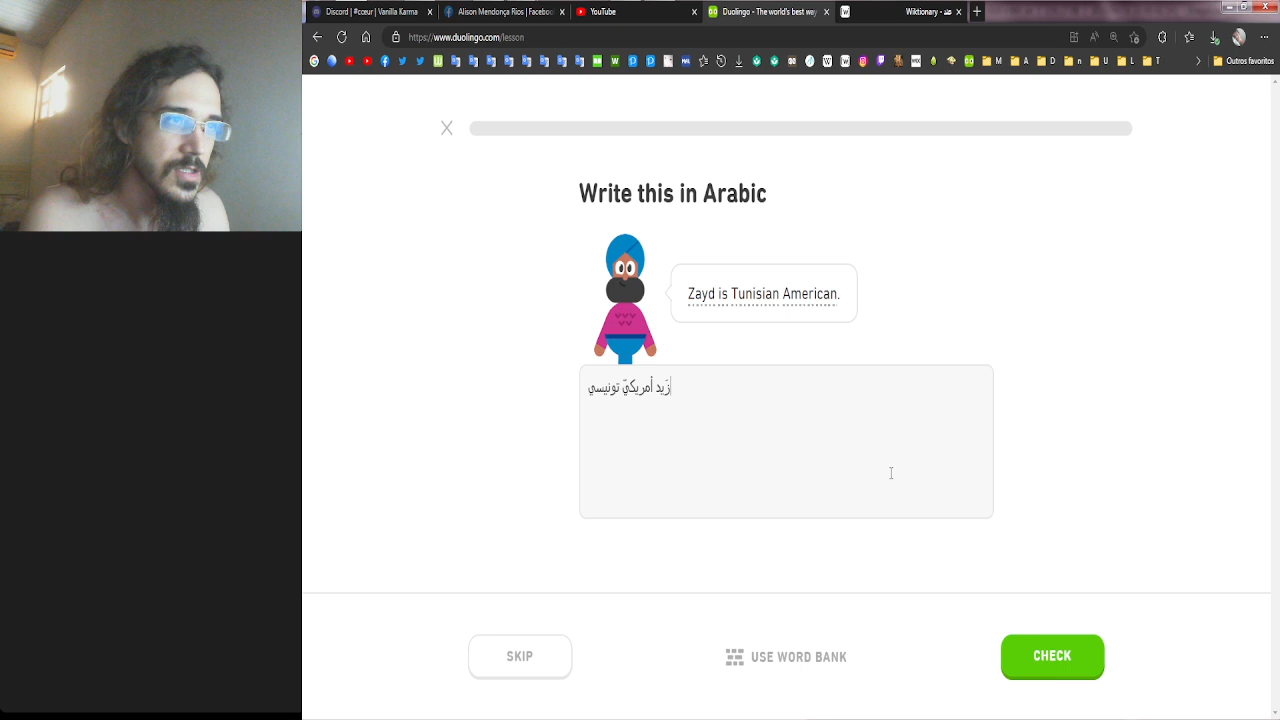 Discord | #cœur | Vanilla Karma
Alison Mendonça Rios | Facebook
YouTube
Duolingo - The world's best way
Wiktionary
https://www.duolingo.com/lesson
M
A
D
n
U
L
T
Outros favoritos
X
Write this in Arabic
Zayd is Tunisian American.
زّيد أمريكيّ تونيسي
SKIP
USE WORD BANK
CHECK